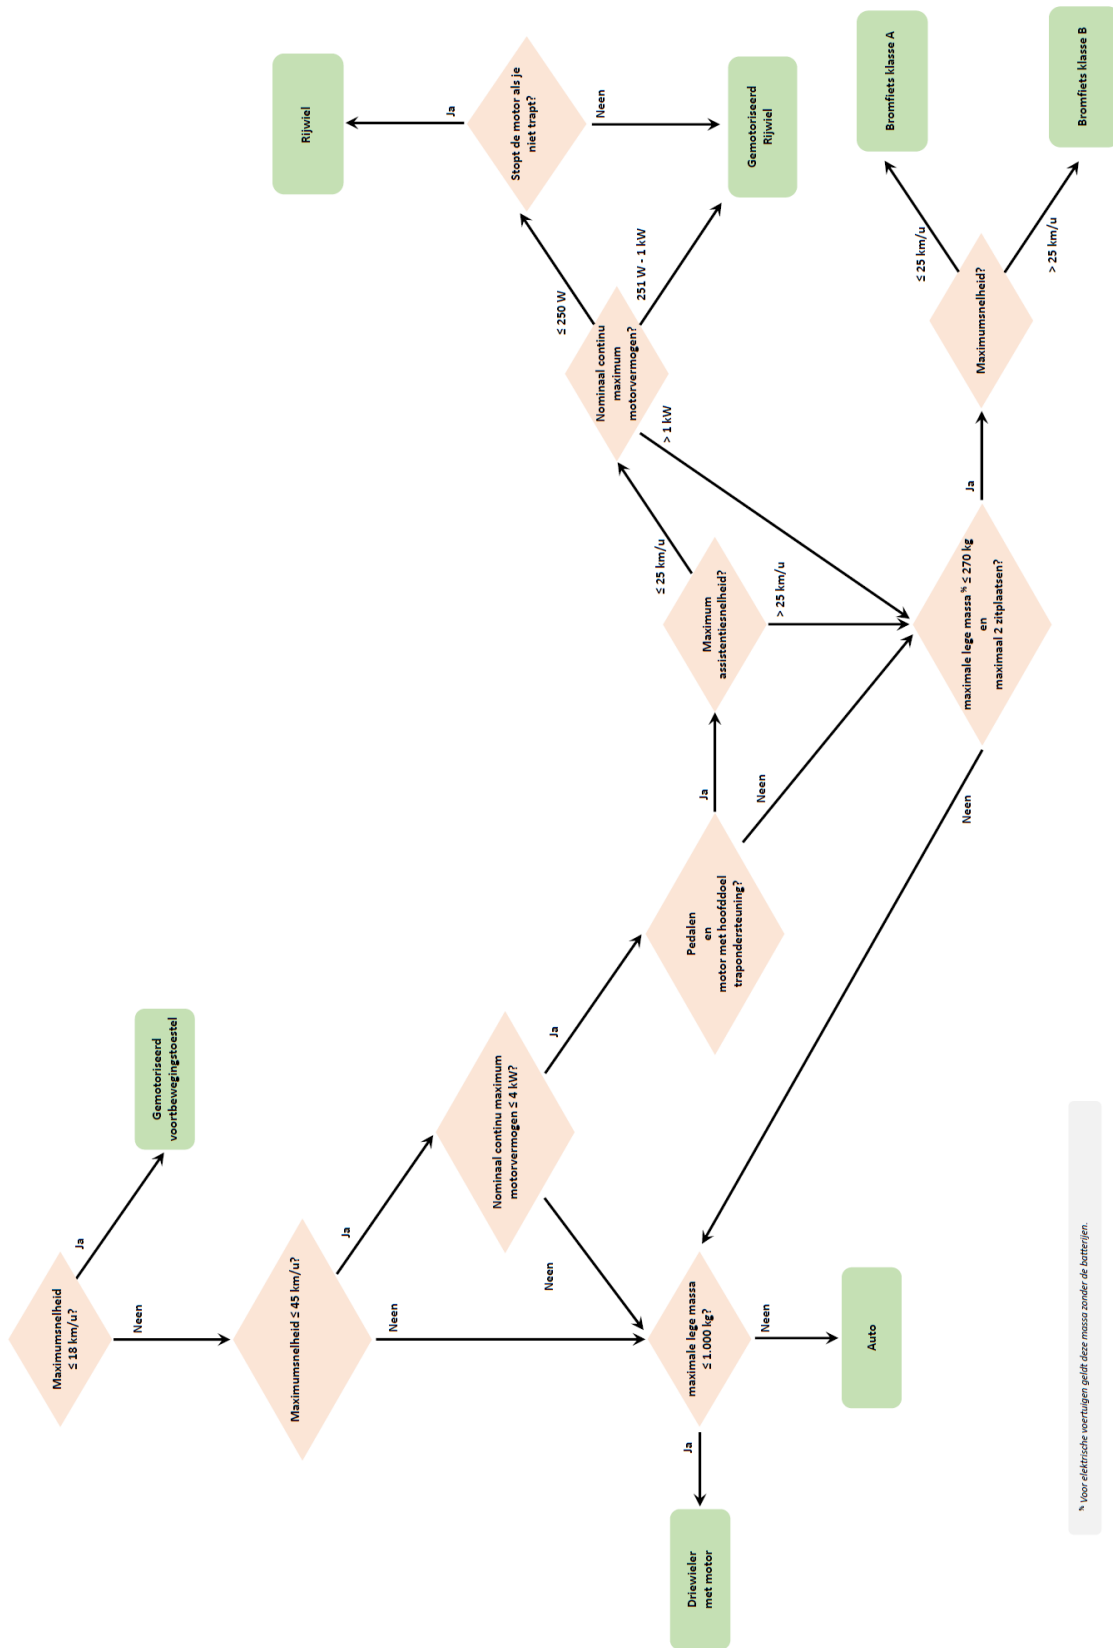 Maximumsnelheid
≤ 18 km/u?
Ja
Neen
Gemotoriseerd
voortbewegingstoestel
Maximumsnelheid ≤ 45 km/u?
Ja
Neen
Nominaal continu maximum
motorvermogen ≤ 4 kW?
Ja
Neen
Pedalen
en
motor met hoofddoel
trapondersteuning?
Ja
Neen
Maximum
assistentiesnelheid?
≤ 25 km/u
> 25 km/u
Nominaal continu
maximum
motorvermogen?
≤ 250 W
251 W - 1 kW
> 1 kW
Stopt de motor als je
niet trapt?
Ja
Neen
Rijwiel
Gemotoriseerd
Rijwiel
maximale lege massa % ≤ 270 kg
en
maximaal 2 zitplaatsen?
Ja
Neen
Maximumsnelheid?
≤ 25 km/u
> 25 km/u
Bromfiets klasse A
Bromfiets klasse B
maximale lege massa
≤ 1.000 kg?
Ja
Neen
Driewieler
met motor
Auto
% Voor elektrische voertuigen geldt deze massa zonder de batterijen.